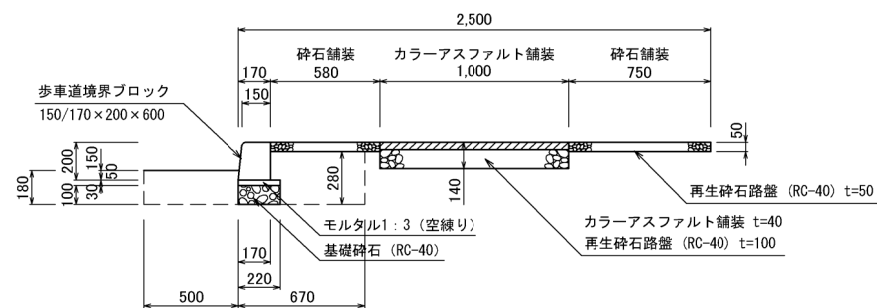 2,500
砕石舗装
カラーアスファルト舗装
砕石舗装
170
580
1,000
750
歩車道境界ブロック
150
150/170×200×600
50
200
150
50
180
100
30
280
140
再生砕石路盤 (RC-40) t=50
カラーアスファルト舗装 t=40
再生砕石路盤 (RC-40) t=100
モルタル1:3 (空練り)
基礎砕石 (RC-40)
170
220
500
670